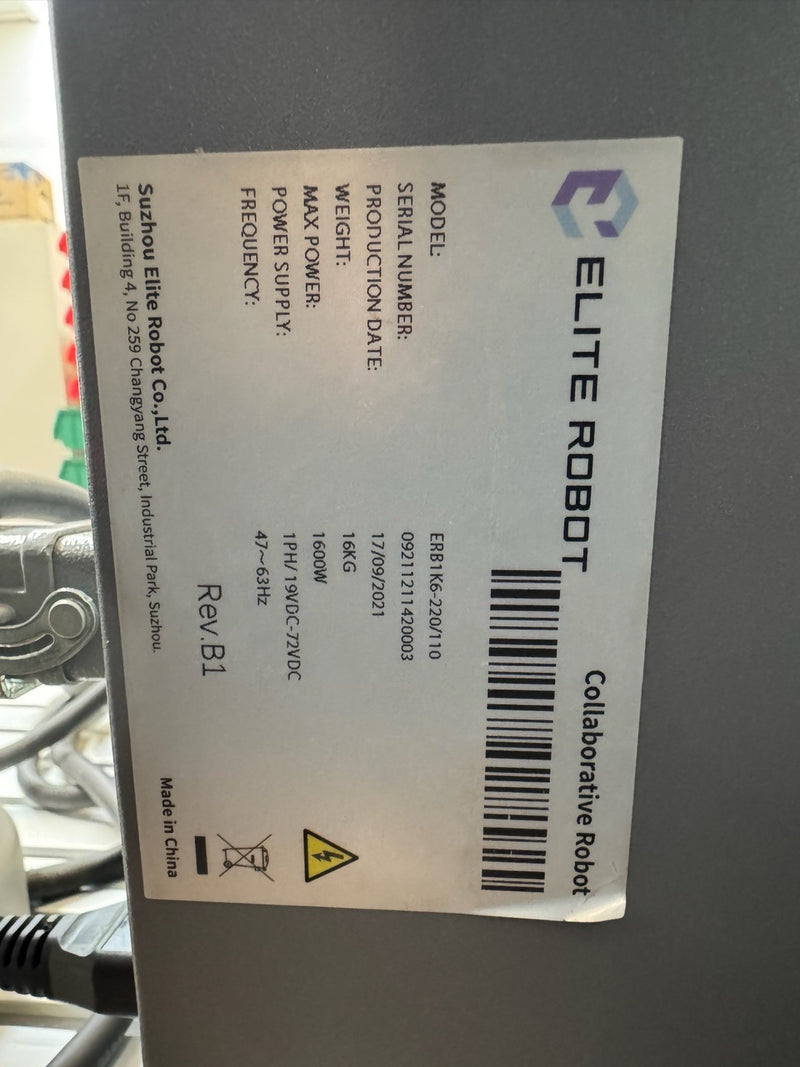 ELITE ROBOT Collaborative Robot
MODEL: ERB1K6-220/110
SERIAL NUMBER: 09211211420003
PRODUCTION DATE: 17/09/2021
WEIGHT: 16KG
MAX POWER: 1600W
POWER SUPPLY: 1PH/19VDC-72VDC
FREQUENCY: 47~63Hz
Rev.B1
Suzhou Elite Robot Co.,Ltd.
1F, Building 4, No 259 Changyang Street, Industrial Park, Suzhou.
Made in China